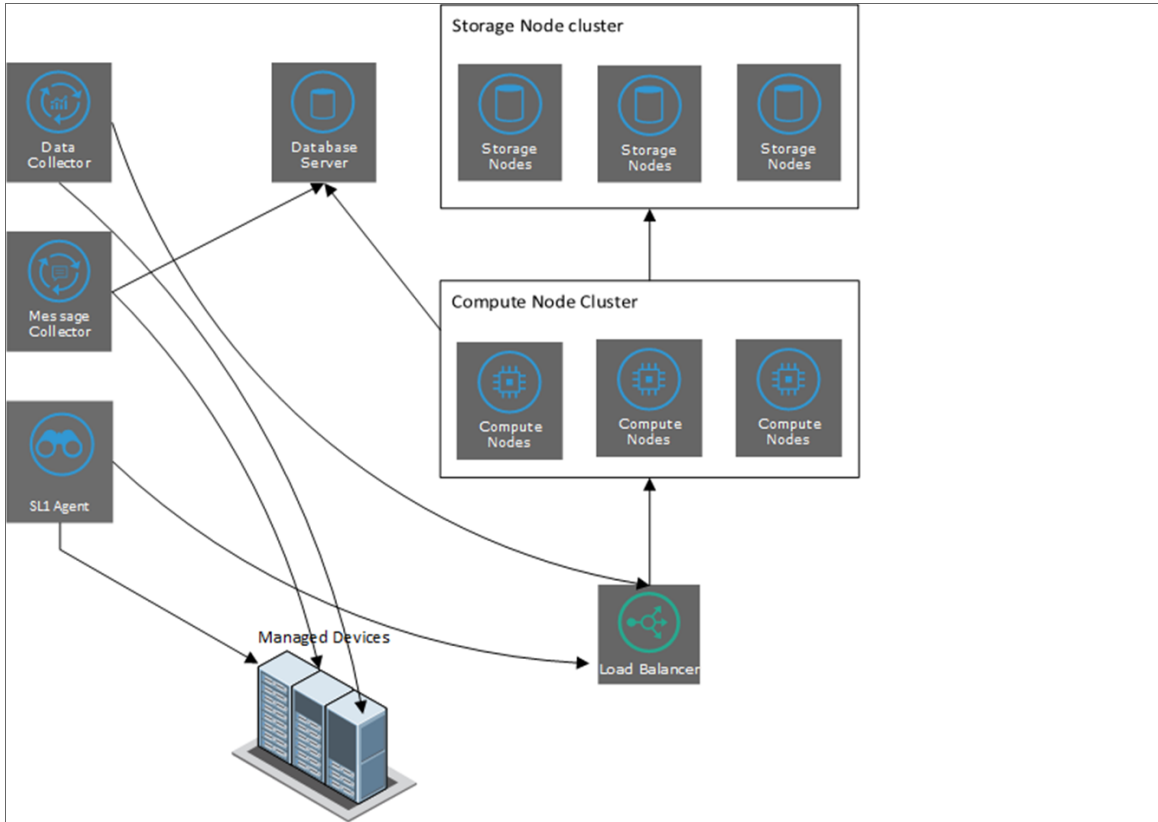 Storage Node cluster
Data
Collector
Database
Server
Storage
Nodes
Storage
Nodes
Storage
Nodes
Message
Collector
Compute Node Cluster
Compute
Nodes
Compute
Nodes
Compute
Nodes
SL1 Agent
Managed Devices
Load Balancer